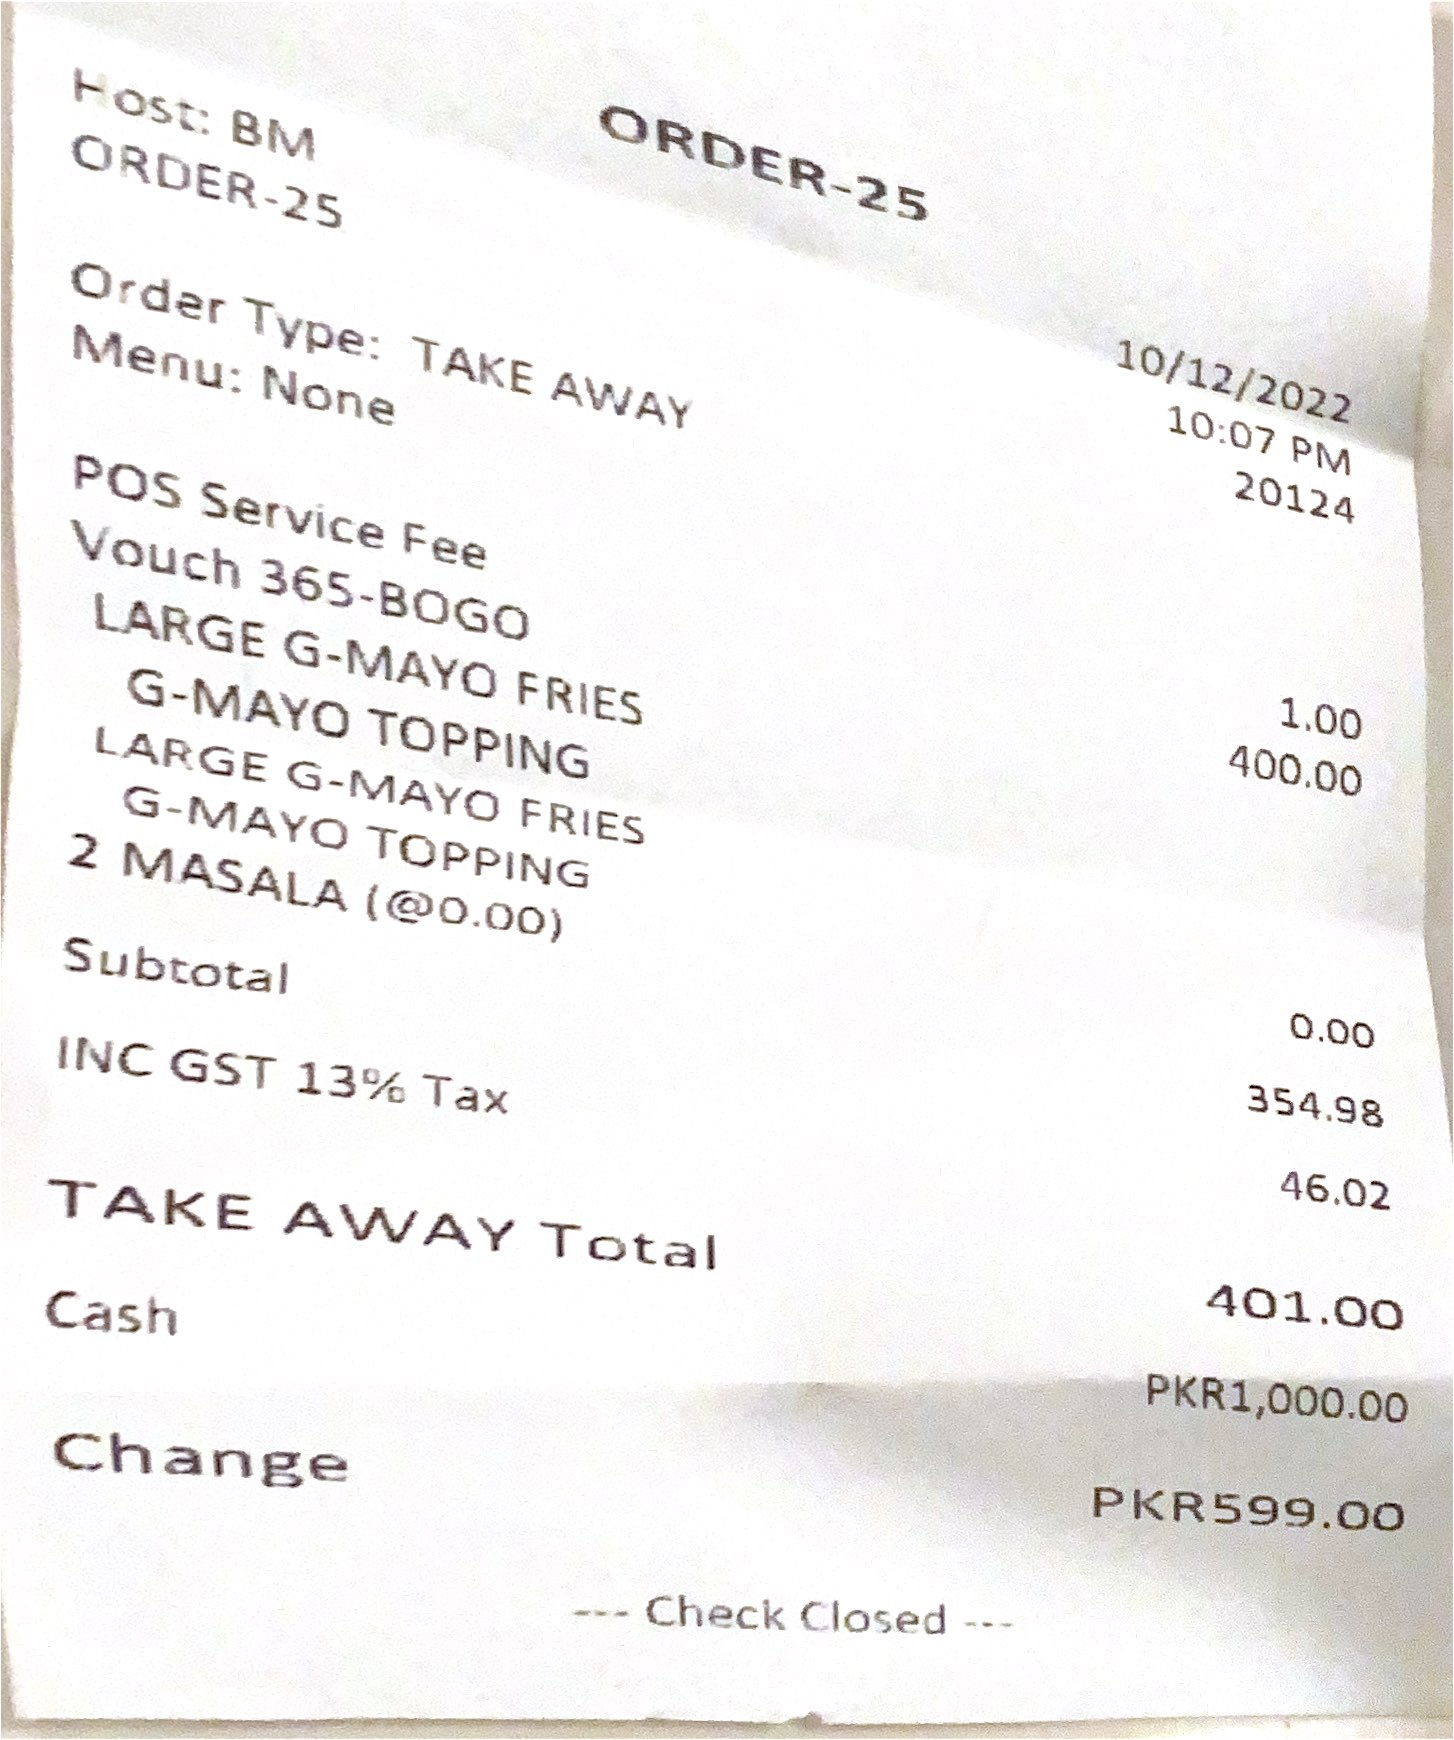 ORDER-25
Host: BM 10/12/2022
ORDER-25 10:07 PM
20124
Order Type: TAKE AWAY
Menu: None
POS Service Fee 1.00
Vouch 365-BOGO 400.00
LARGE G-MAYO FRIES
G-MAYO TOPPING
LARGE G-MAYO FRIES
G-MAYO TOPPING
2 MASALA (@0.00) 0.00
Subtotal 354.98
INC GST 13% Tax 46.02
TAKE AWAY Total 401.00
Cash PKR1,000.00
Change PKR599.00
--- Check Closed ---